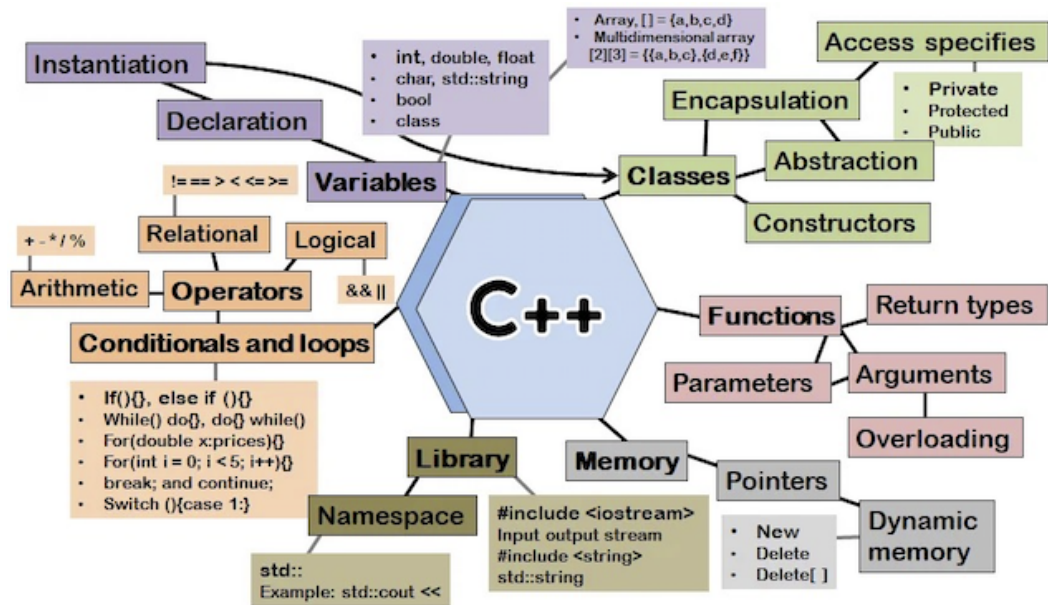 Instantiation
Declaration
Variables
• int, double, float
• char, std::string
• bool
• class
• Array, [ ] = {a,b,c,d}
• Multidimensional array
[2][3] = {{a,b,c},{d,e,f}}
Access specifies
• Private
• Protected
• Public
Encapsulation
Abstraction
Classes
Constructors
!= == > < <= >=
Relational
Logical
&& ||
+ - * / %
Arithmetic
Operators
Conditionals and loops
• If(){}, else if (){}
• While() do{}, do{} while()
• For(double x:prices){}
• For(int i = 0; i < 5; i++){}
• break; and continue;
• Switch (){case 1:}
C++
Functions
Return types
Parameters
Arguments
Overloading
Library
Namespace
std::
Example: std::cout <<
#include <iostream>
Input output stream
#include <string>
std::string
Memory
Pointers
Dynamic
memory
• New
• Delete
• Delete[ ]